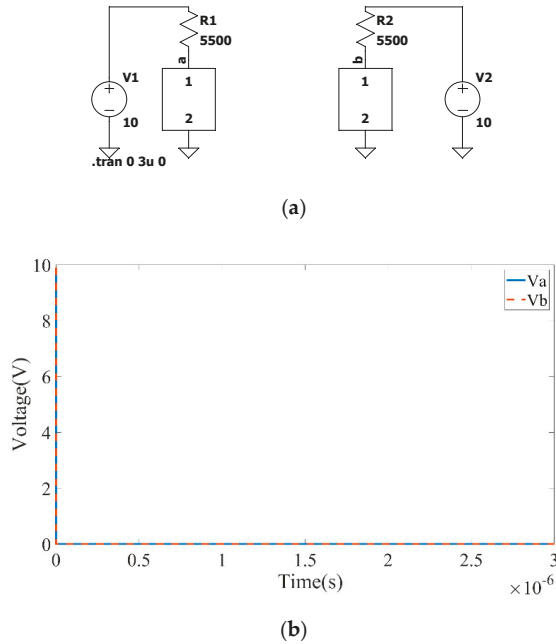 R1
5500
a
V1
1
10
2
.tran 0 3u 0
R2
5500
b
V2
1
10
2
(a)
10
8
6
4
2
0
Voltage(V)
Va
Vb
0 0.5 1 1.5 2 2.5 3
Time(s)
×10⁻⁶
(b)